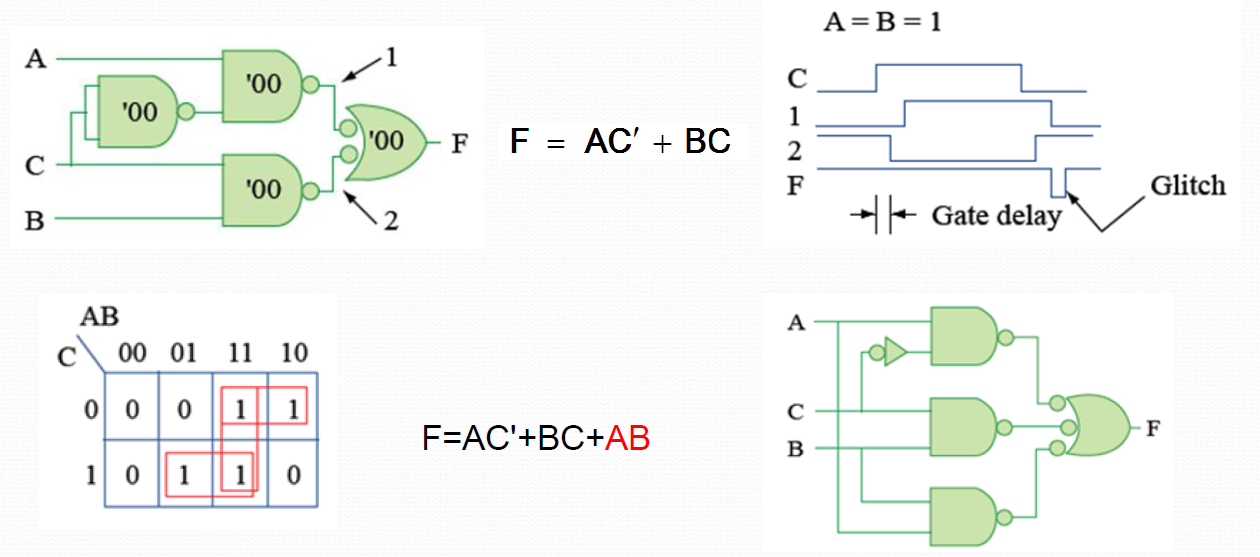 A
C
B
'00
'00
'00
'00
1
2
F
F = AC′ + BC
A = B = 1
C
1
2
F
Gate delay
Glitch
AB
C
00 01 11 10
0 0 0 1 1
1 0 1 1 0
F=AC'+BC+AB
A
C
B
F